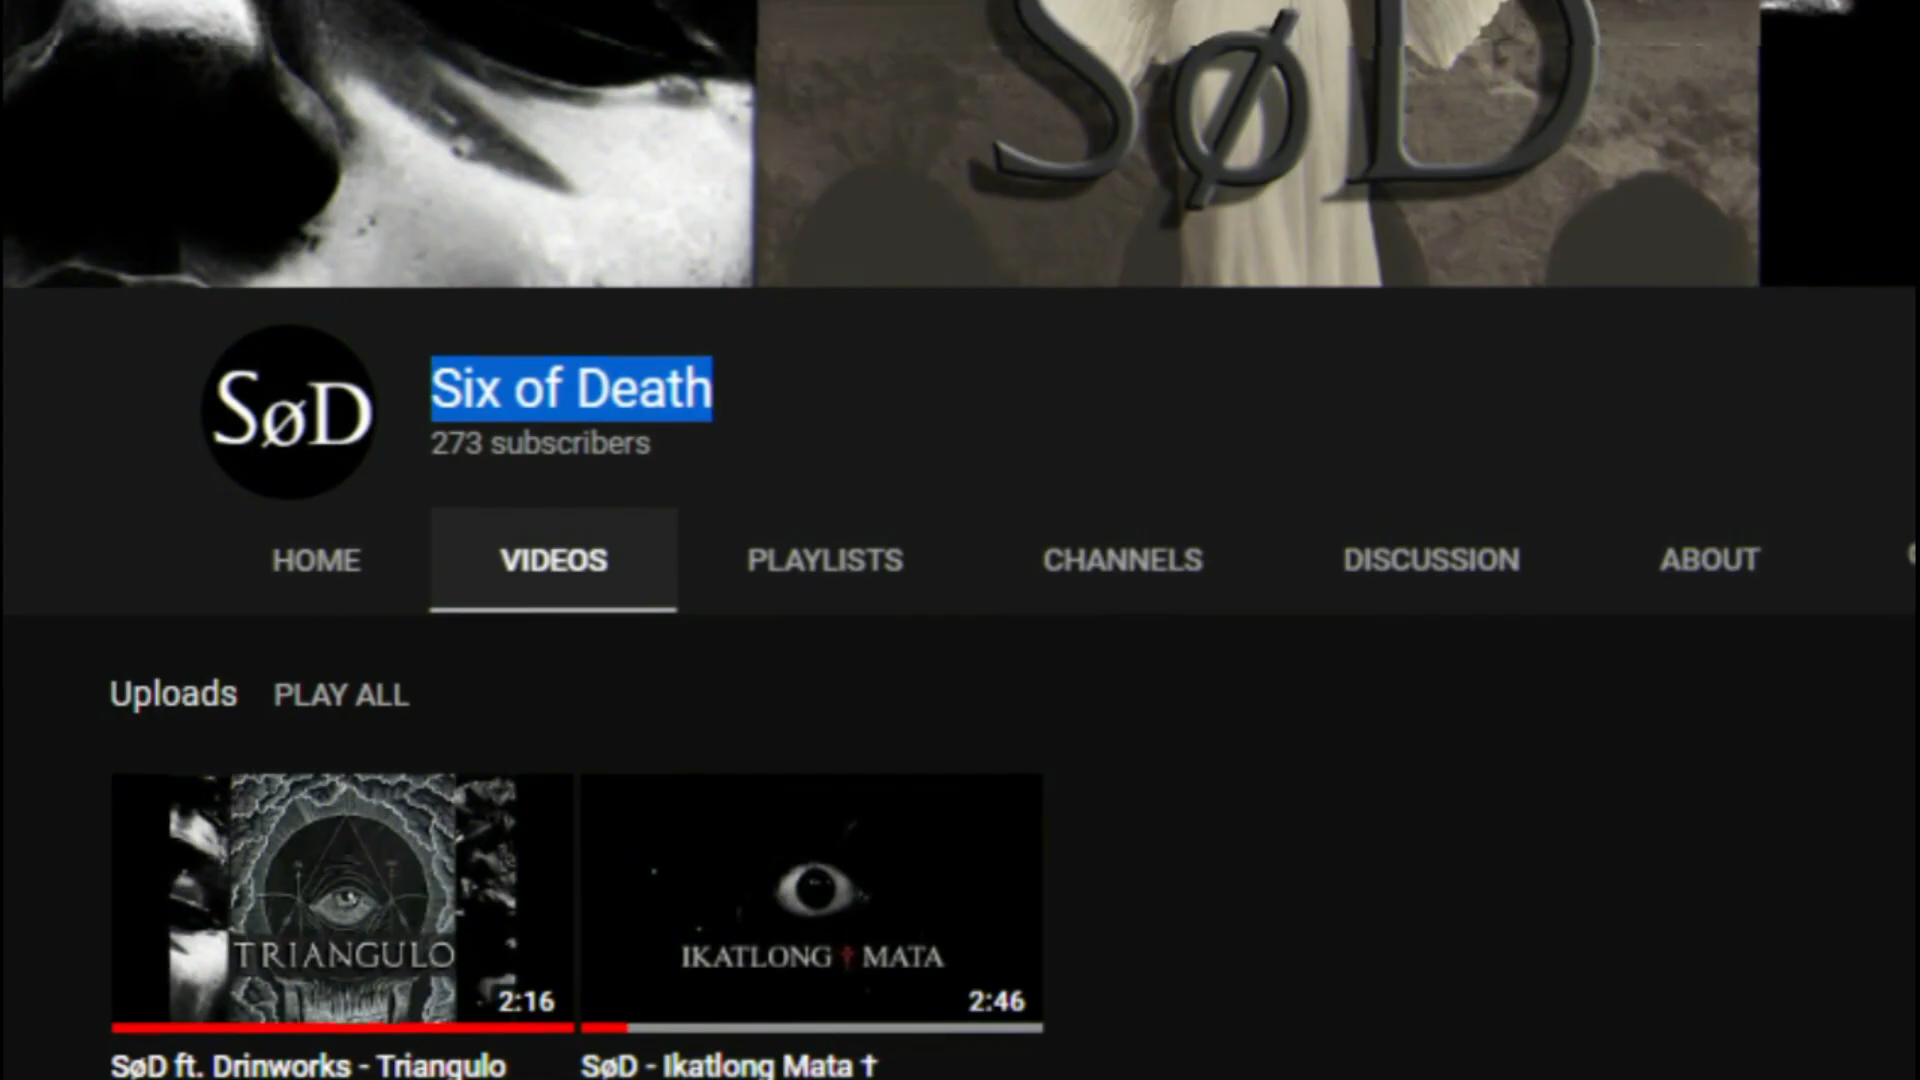 SøD
SøD
Six of Death
273 subscribers
HOME
VIDEOS
PLAYLISTS
CHANNELS
DISCUSSION
ABOUT
Uploads
PLAY ALL
TRIANGULO
2:16
IKATLONG † MATA
2:46
SøD ft. Drinworks - Triangulo
SøD - Ikatlong Mata †